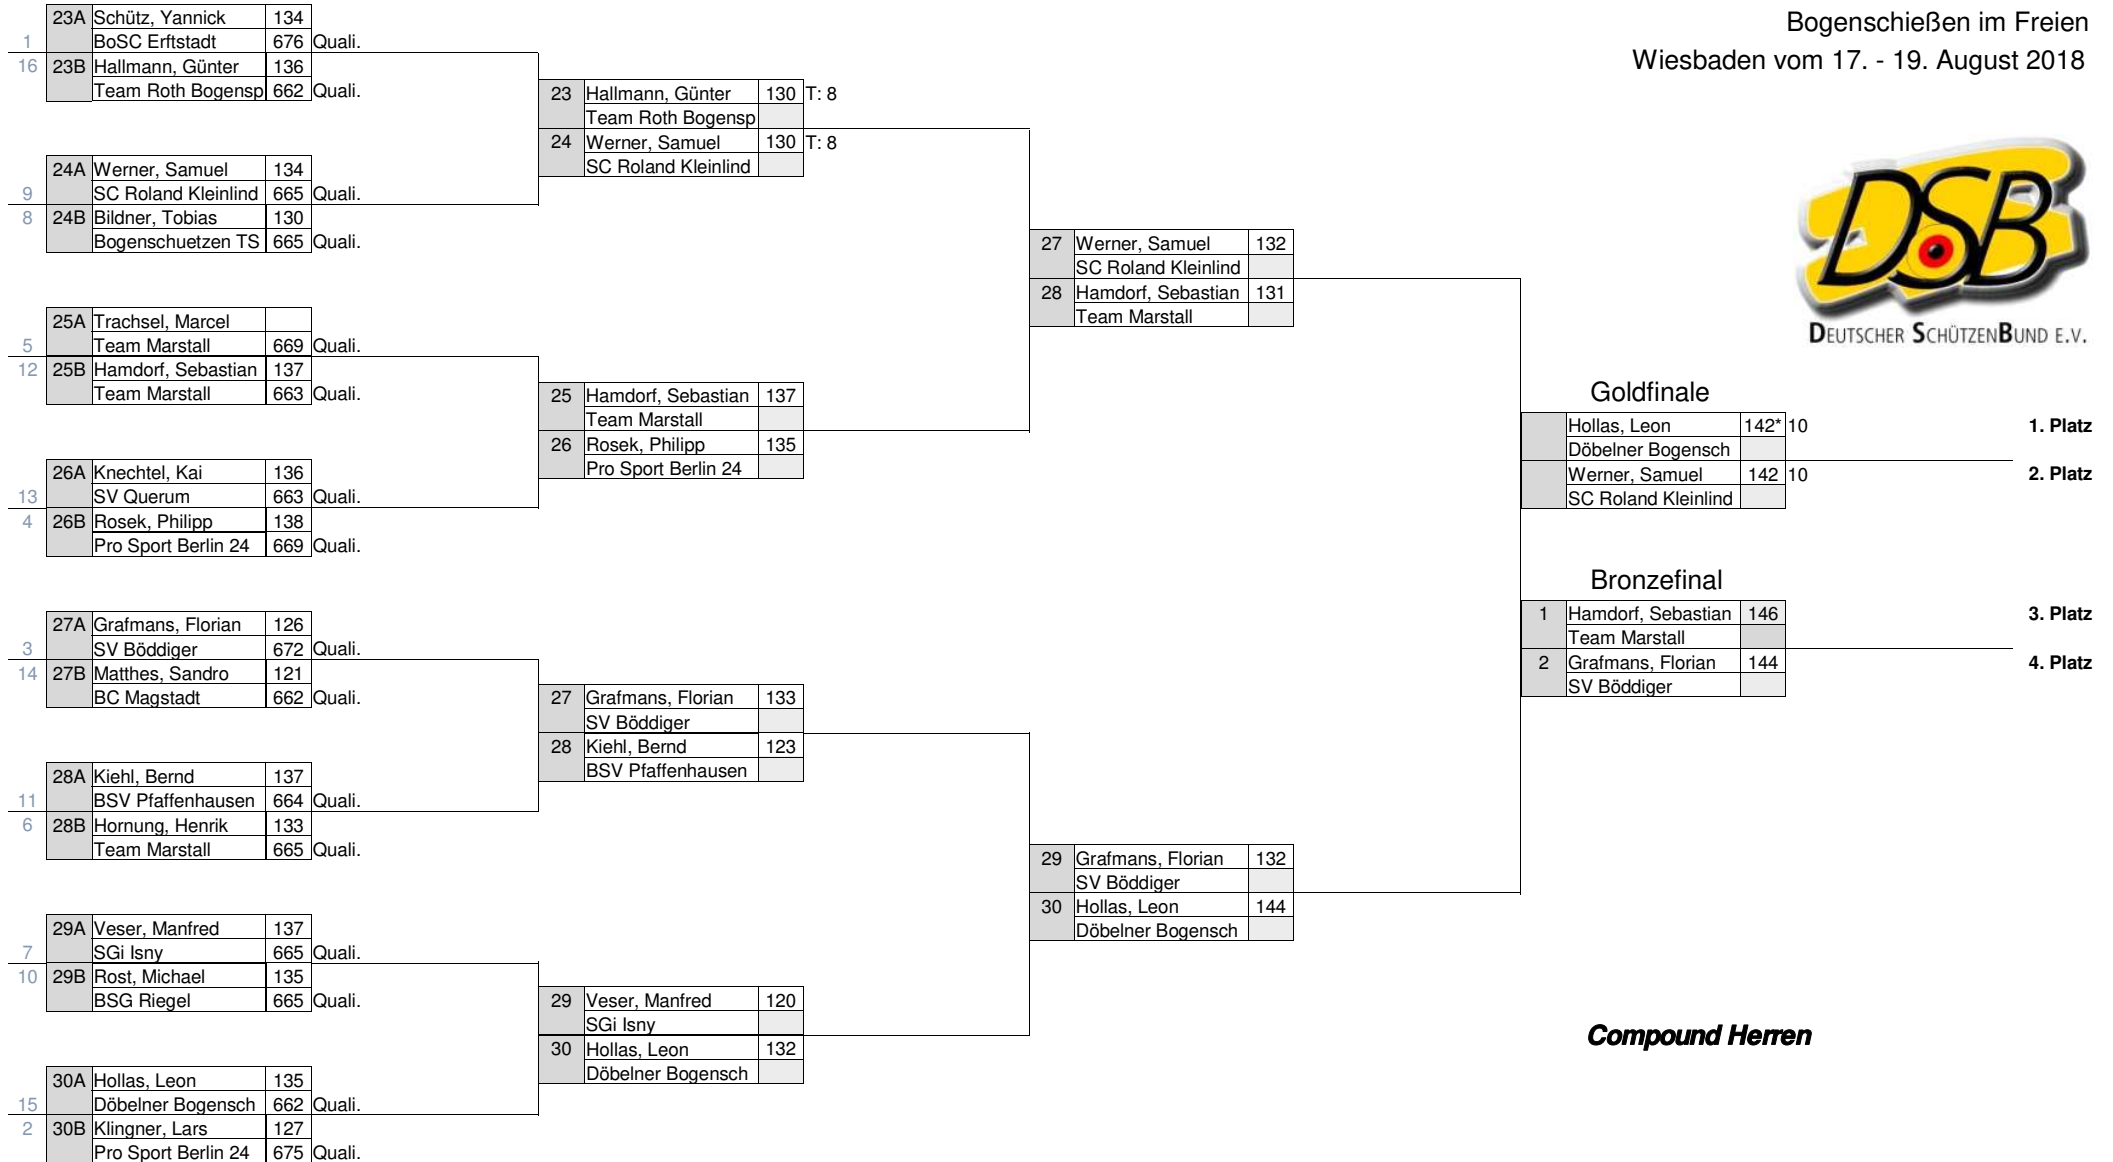 Bogenschießen im Freien
Wiesbaden vom 17. - 19. August 2018
DSB
DEUTSCHER SCHÜTZENBUND E.V.
23A Schütz, Yannick 134
1 BoSC Erftstadt 676 Quali.
16 23B Hallmann, Günter 136
Team Roth Bogensp 662 Quali.
24A Werner, Samuel 134
9 SC Roland Kleinlind 665 Quali.
8 24B Bildner, Tobias 130
Bogenschuetzen TS 665 Quali.
25A Trachsel, Marcel
5 Team Marstall 669 Quali.
12 25B Hamdorf, Sebastian 137
Team Marstall 663 Quali.
26A Knechtel, Kai 136
13 SV Querum 663 Quali.
4 26B Rosek, Philipp 138
Pro Sport Berlin 24 669 Quali.
27A Grafmans, Florian 126
3 SV Böddiger 672 Quali.
14 27B Matthes, Sandro 121
BC Magstadt 662 Quali.
28A Kiehl, Bernd 137
11 BSV Pfaffenhausen 664 Quali.
6 28B Hornung, Henrik 133
Team Marstall 665 Quali.
29A Veser, Manfred 137
7 SGi Isny 665 Quali.
10 29B Rost, Michael 135
BSG Riegel 665 Quali.
30A Hollas, Leon 135
15 Döbelner Bogensch 662 Quali.
2 30B Klingner, Lars 127
Pro Sport Berlin 24 675 Quali.
23 Hallmann, Günter 130 T: 8
Team Roth Bogensp
24 Werner, Samuel 130 T: 8
SC Roland Kleinlind
25 Hamdorf, Sebastian 137
Team Marstall
26 Rosek, Philipp 135
Pro Sport Berlin 24
27 Grafmans, Florian 133
SV Böddiger
28 Kiehl, Bernd 123
BSV Pfaffenhausen
29 Veser, Manfred 120
SGi Isny
30 Hollas, Leon 132
Döbelner Bogensch
27 Werner, Samuel 132
SC Roland Kleinlind
28 Hamdorf, Sebastian 131
Team Marstall
29 Grafmans, Florian 132
SV Böddiger
30 Hollas, Leon 144
Döbelner Bogensch
Goldfinale
Hollas, Leon 142* 10 1. Platz
Döbelner Bogensch
Werner, Samuel 142 10 2. Platz
SC Roland Kleinlind
Bronzefinal
1 Hamdorf, Sebastian 146 3. Platz
Team Marstall
2 Grafmans, Florian 144 4. Platz
SV Böddiger
Compound Herren